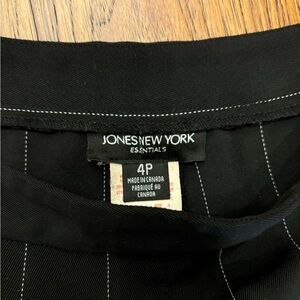 JONES NEW YORK
ESSENTIALS
4P
MADE IN CANADA
FABRIQUÉ AU
CANADA